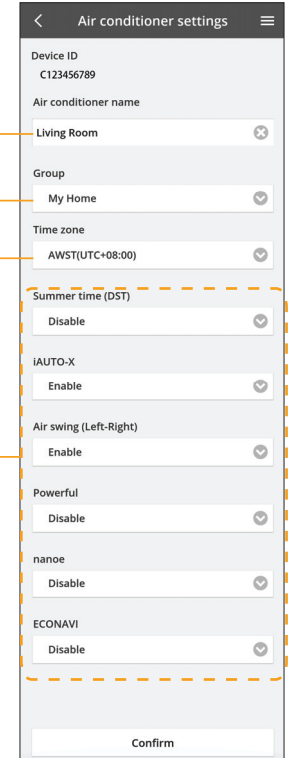 Air conditioner settings
Device ID
C123456789
Air conditioner name
Living Room
Group
My Home
Time zone
AWST(UTC+08:00)
Summer time (DST)
Disable
iAUTO-X
Enable
Air swing (Left-Right)
Enable
Powerful
Disable
nanoe
Disable
ECONAVI
Disable
Confirm